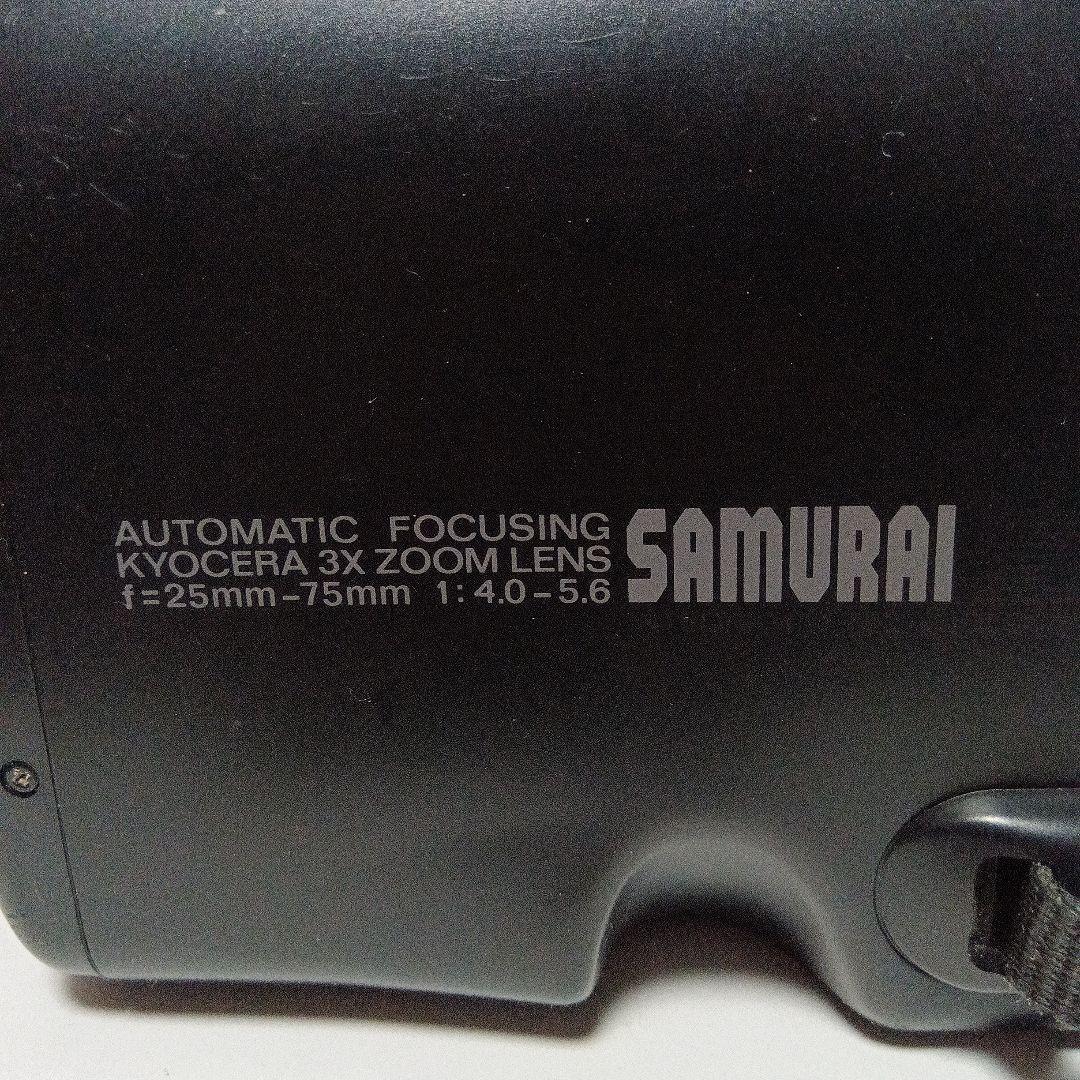 AUTOMATIC FOCUSING
KYOCERA 3X ZOOM LENS
f=25mm-75mm 1:4.0-5.6
SAMURAI